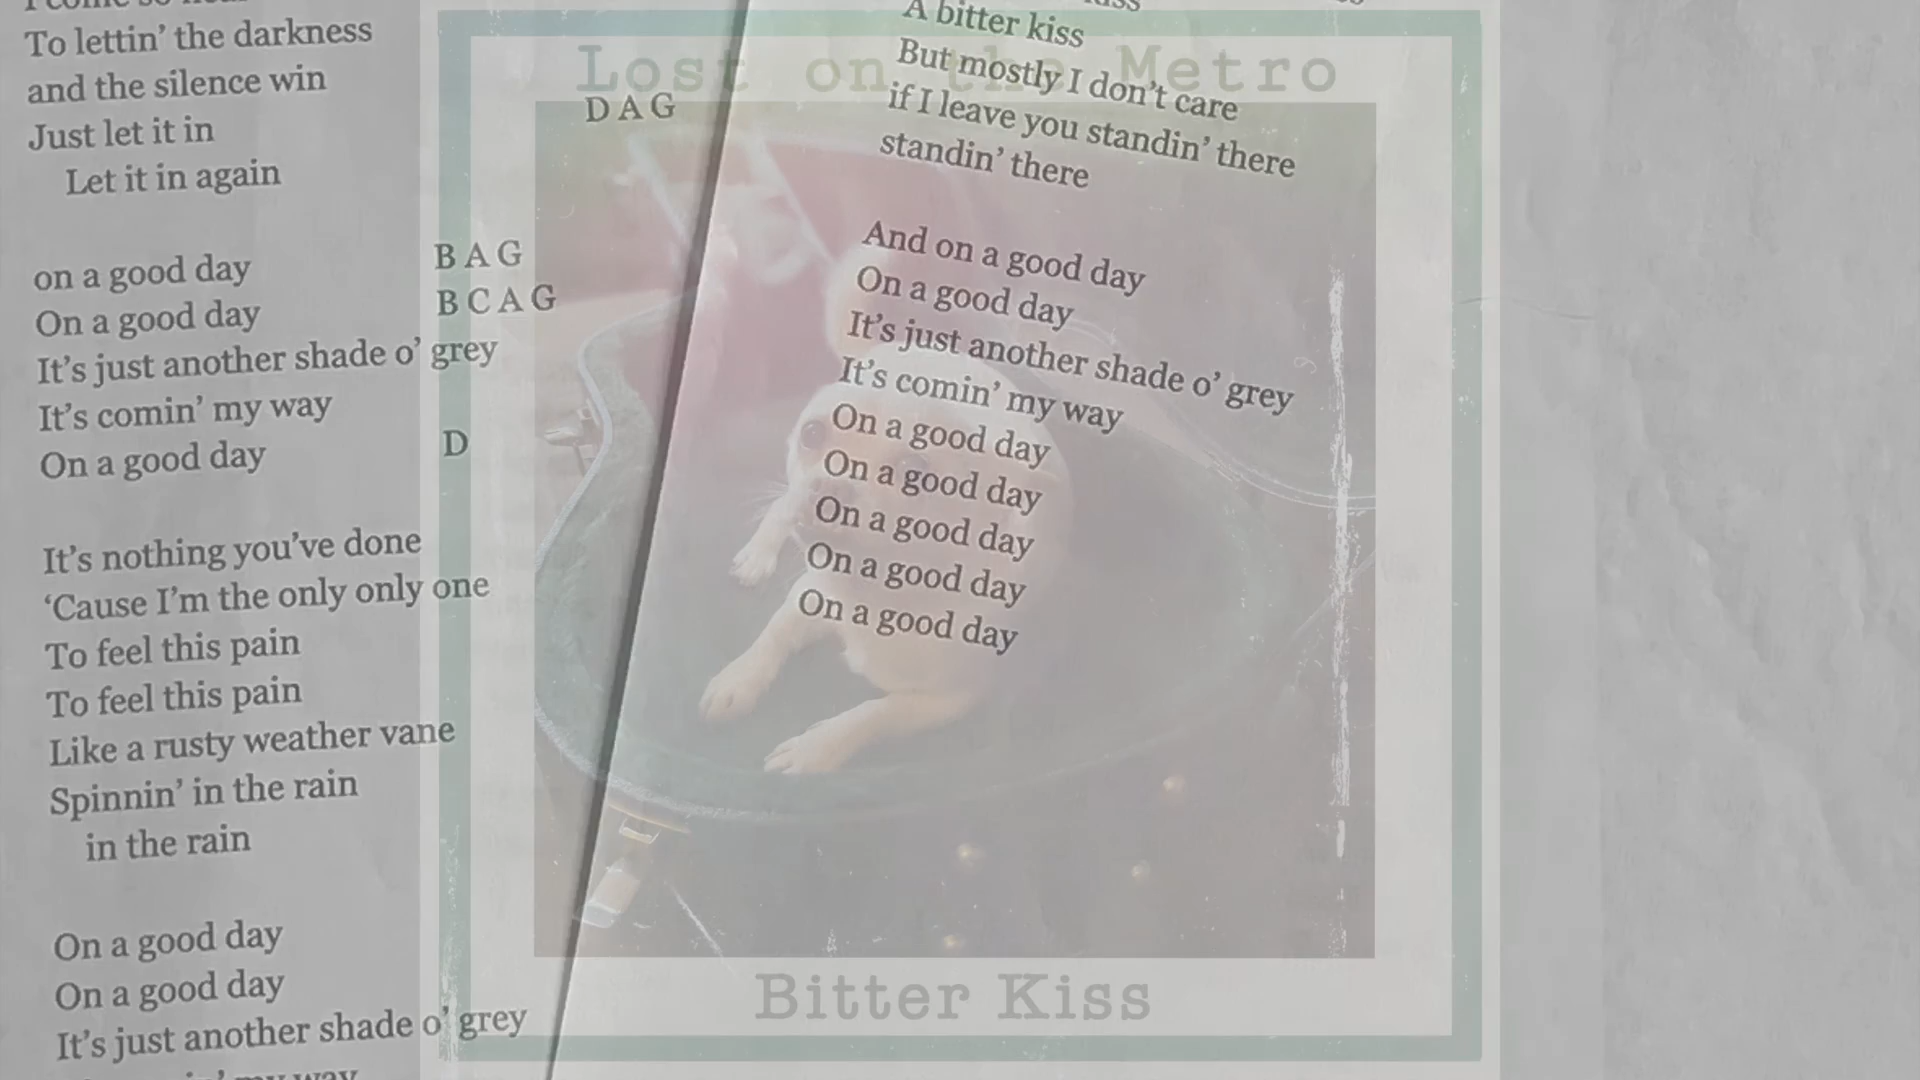 To lettin’ the darkness
and the silence win
Just let it in
Let it in again
D A G
on a good day
B A G
On a good day
B C A G
It’s just another shade o’ grey
It’s comin’ my way
On a good day
D
It’s nothing you’ve done
‘Cause I’m the only only one
To feel this pain
To feel this pain
Like a rusty weather vane
Spinnin’ in the rain
in the rain
On a good day
On a good day
It’s just another shade o’ grey
my way
A bitter kiss
But mostly I don’t care
if I leave you standin’ there
standin’ there
And on a good day
On a good day
It’s just another shade o’ grey
It’s comin’ my way
On a good day
On a good day
On a good day
On a good day
On a good day
Lost on the Metro
Bitter Kiss